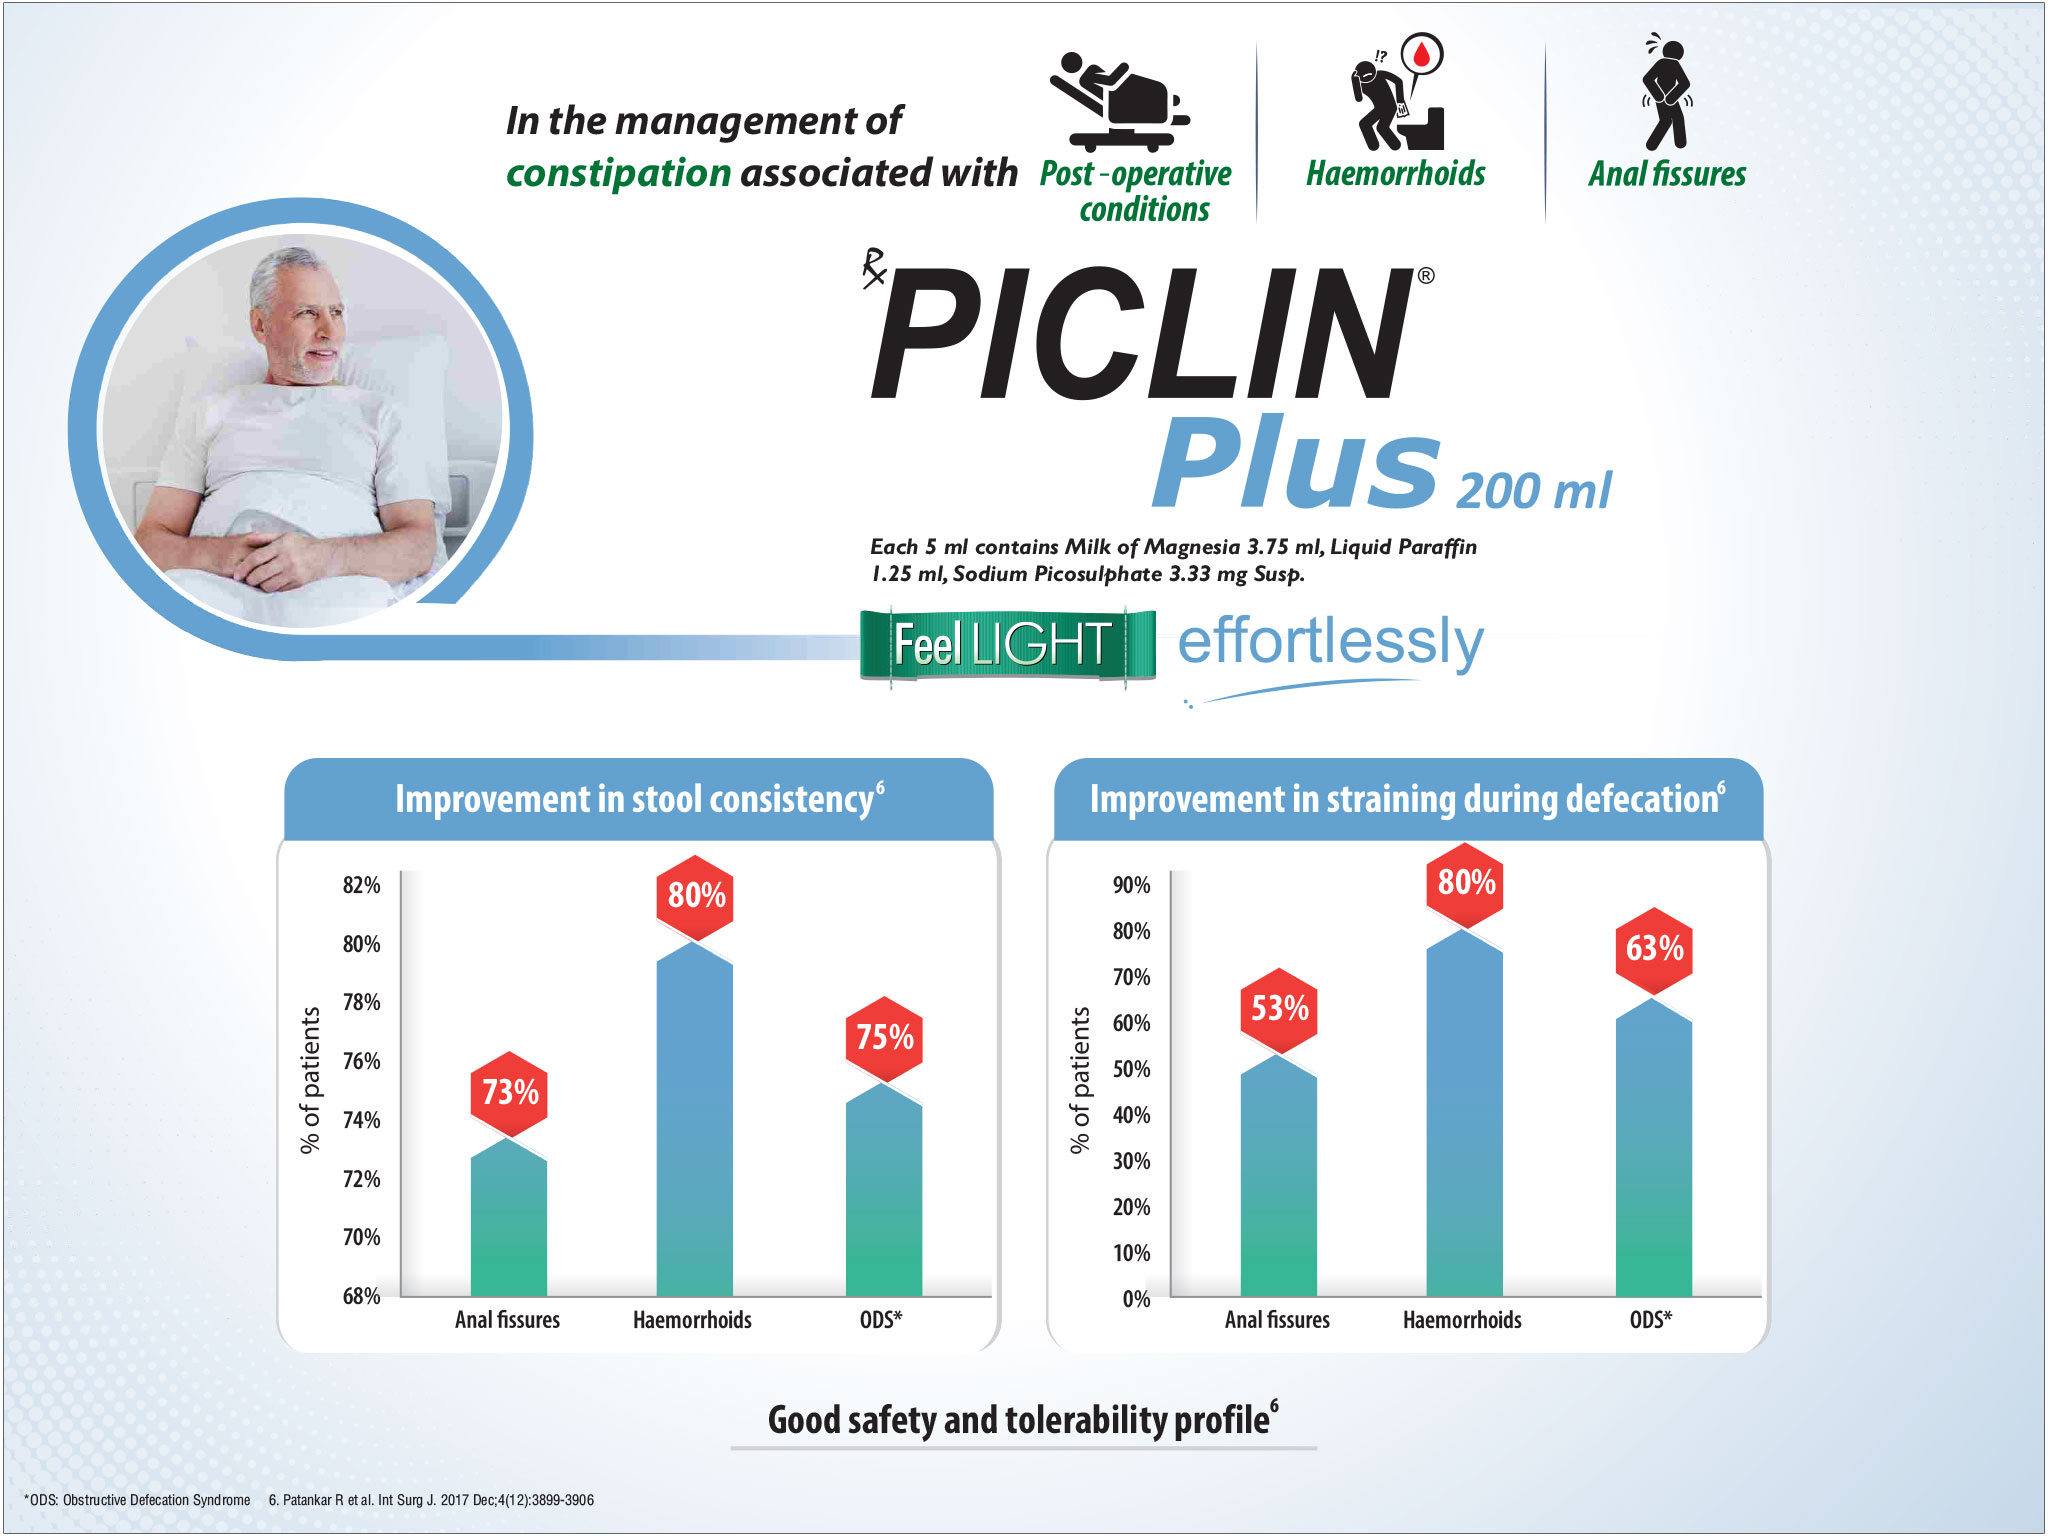 In the management of
constipation associated with
Post-operative
conditions
!?
Haemorrhoids
Anal fissures
Rx PICLIN®
Plus 200 ml
Each 5 ml contains Milk of Magnesia 3.75 ml, Liquid Paraffin
1.25 ml, Sodium Picosulphate 3.33 mg Susp.
Feel LIGHT effortlessly
Improvement in stool consistency6
% of patients
82%
80%
78%
76%
74%
72%
70%
68%
73%
80%
75%
Anal fissures Haemorrhoids ODS*
Improvement in straining during defecation6
% of patients
90%
80%
70%
60%
50%
40%
30%
20%
10%
0%
53%
80%
63%
Anal fissures Haemorrhoids ODS*
Good safety and tolerability profile6
*ODS: Obstructive Defecation Syndrome 6. Patankar R et al. Int Surg J. 2017 Dec;4(12):3899-3906